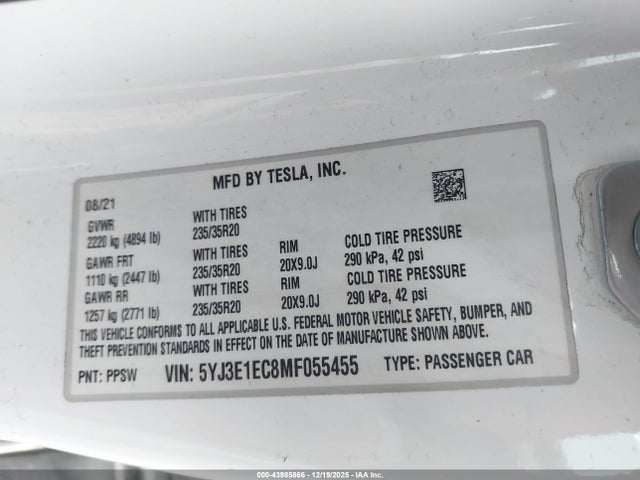 MFD BY TESLA, INC.
08/21
GVWR WITH TIRES
2220 kg (4894 lb) 235/35R20
GAWR FRT WITH TIRES RIM COLD TIRE PRESSURE
1110 kg (2447 lb) 235/35R20 20X9.0J 290 kPa, 42 psi
GAWR RR WITH TIRES RIM COLD TIRE PRESSURE
1257 kg (2771 lb) 235/35R20 20X9.0J 290 kPa, 42 psi
THIS VEHICLE CONFORMS TO ALL APPLICABLE U.S. FEDERAL MOTOR VEHICLE SAFETY, BUMPER, AND
THEFT PREVENTION STANDARDS IN EFFECT ON THE DATE OF MANUFACTURE SHOWN ABOVE.
PNT: PPSW VIN: 5YJ3E1EC8MF055455 TYPE: PASSENGER CAR
000-43985866 - 12/19/2025 - IAA Inc.